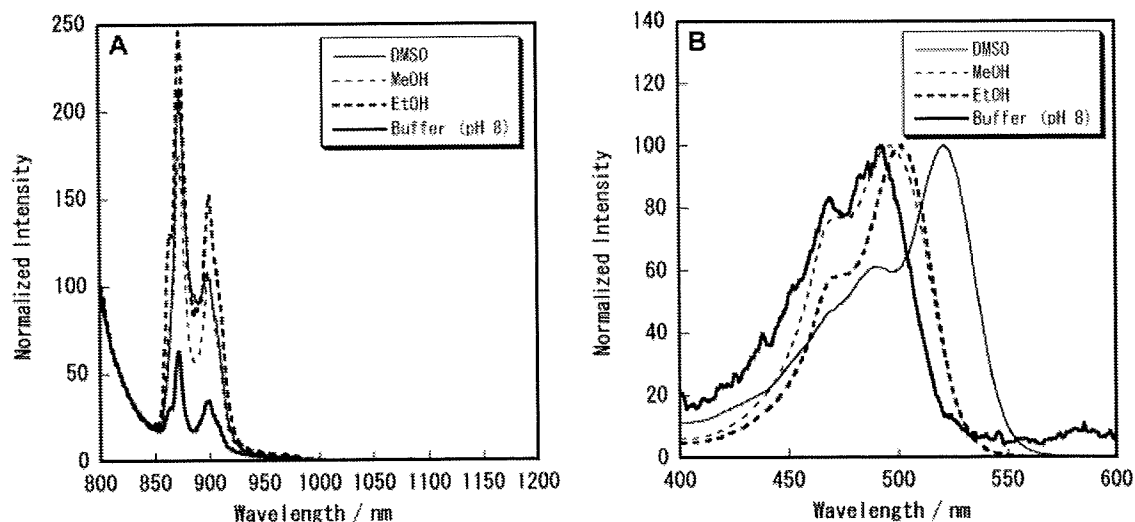 A
DMSO
MeOH
EtOH
Buffer (pH 8)
250
200
150
100
50
0
Normalized Intensity
800 850 900 950 1000 1050 1100 1150 1200
Wavelength / nm
B
DMSO
MeOH
EtOH
Buffer (pH 8)
140
120
100
80
60
40
20
0
Normalized Intensity
400 450 500 550 600
Wavelength / nm